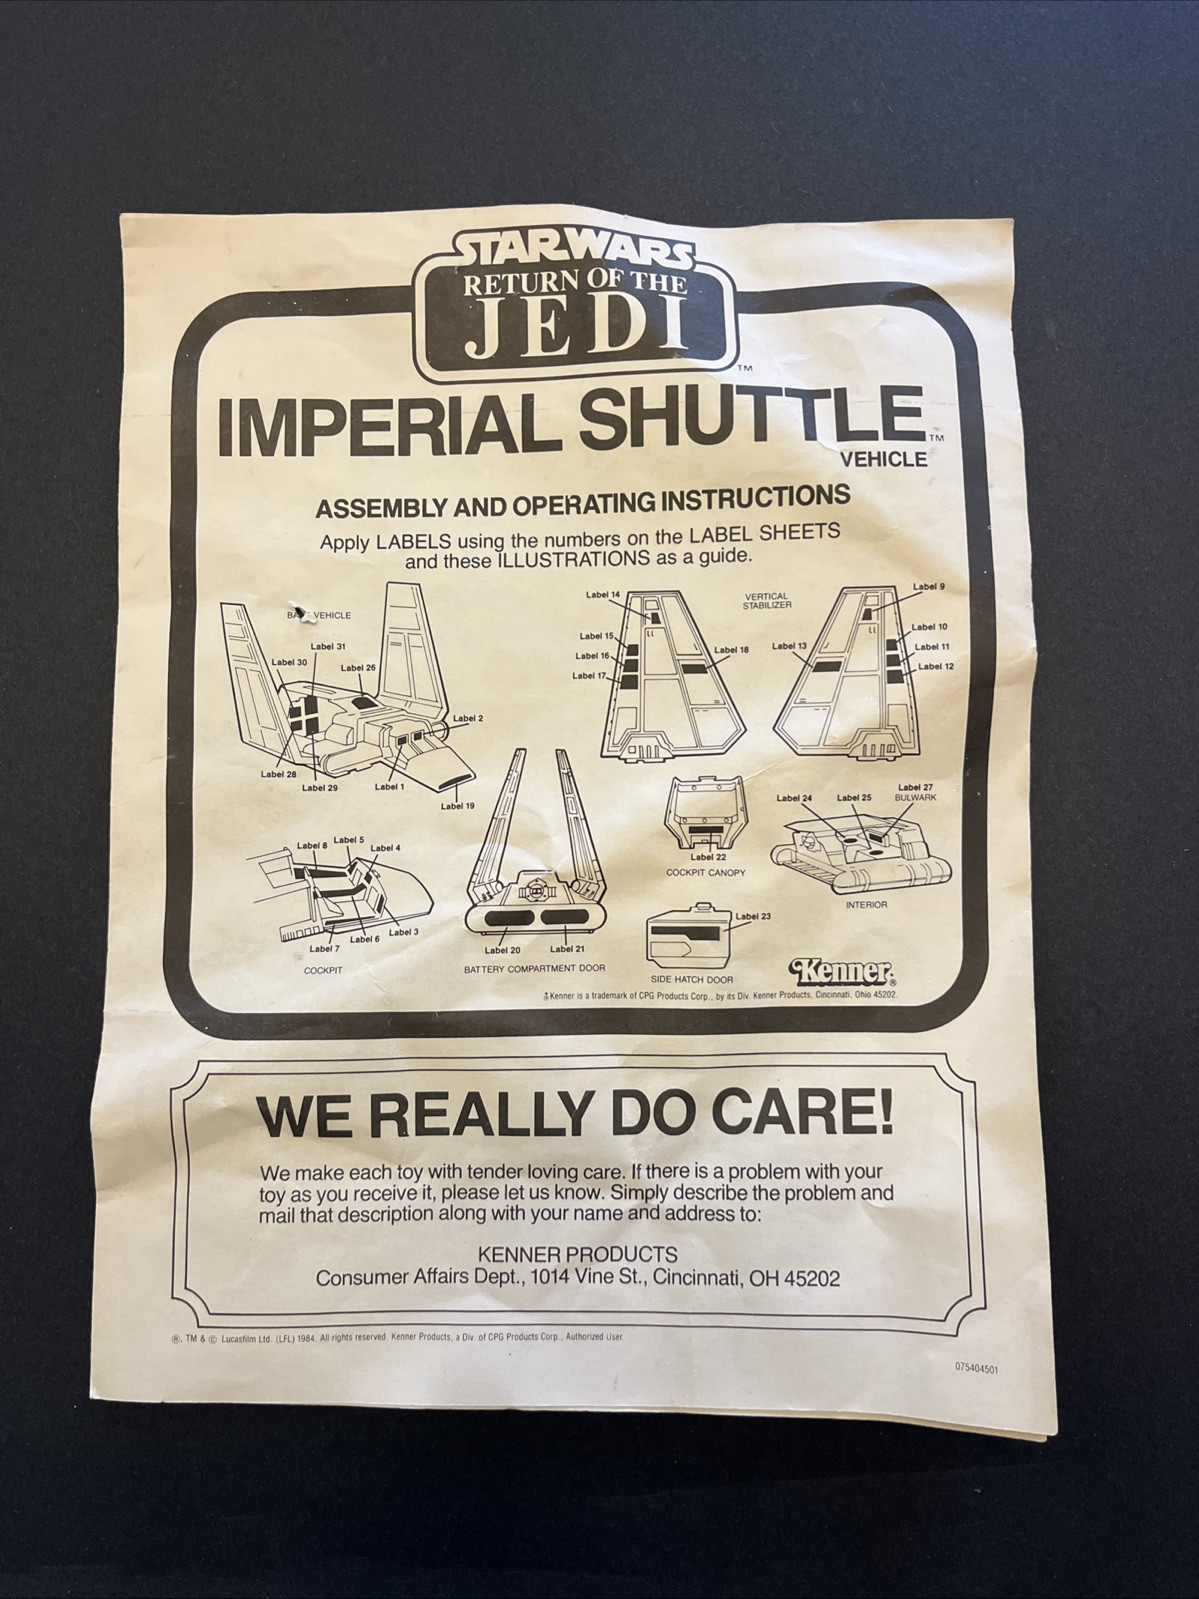 STAR WARS
RETURN OF THE
JEDI
TM
IMPERIAL SHUTTLE TM
VEHICLE
ASSEMBLY AND OPERATING INSTRUCTIONS
Apply LABELS using the numbers on the LABEL SHEETS
and these ILLUSTRATIONS as a guide.
VEHICLE
Label 31
Label 30
Label 26
Label 2
Label 28
Label 29
Label 1
Label 19
Label 14
VERTICAL
STABILIZER
Label 9
Label 15
Label 16
Label 17
Label 18
Label 13
Label 10
Label 11
Label 12
Label 8
Label 5
Label 4
Label 7
Label 6
Label 3
COCKPIT
Label 20
Label 21
BATTERY COMPARTMENT DOOR
Label 22
COCKPIT CANOPY
Label 24
Label 25
Label 27
BULWARK
INTERIOR
Label 23
SIDE HATCH DOOR
Kenner®
Kenner is a trademark of CPG Products Corp., by its Div. Kenner Products, Cincinnati, Ohio 45202.
WE REALLY DO CARE!
We make each toy with tender loving care. If there is a problem with your
toy as you receive it, please let us know. Simply describe the problem and
mail that description along with your name and address to:
KENNER PRODUCTS
Consumer Affairs Dept., 1014 Vine St., Cincinnati, OH 45202
®, TM & © Lucasfilm Ltd. (LFL) 1984. All rights reserved. Kenner Products, a Div. of CPG Products Corp., Authorized User.
075404501